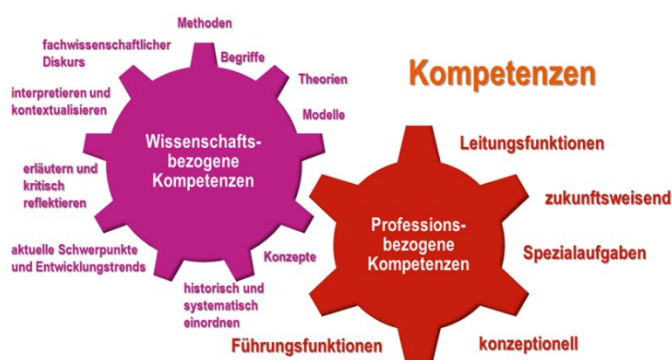 Kompetenzen
Methoden
fachwissenschaftlicher
Diskurs
Begriffe
Theorien
interpretieren und
kontextualisieren
Modelle
Wissenschafts-
bezogene
Kompetenzen
erläutern und
kritisch
reflektieren
aktuelle Schwerpunkte
und Entwicklungstrends
Konzepte
historisch und
systematisch
einordnen
Leitungsfunktionen
zukunftsweisend
Professions-
bezogene
Kompetenzen
Spezialaufgaben
Führungsfunktionen
konzeptionell